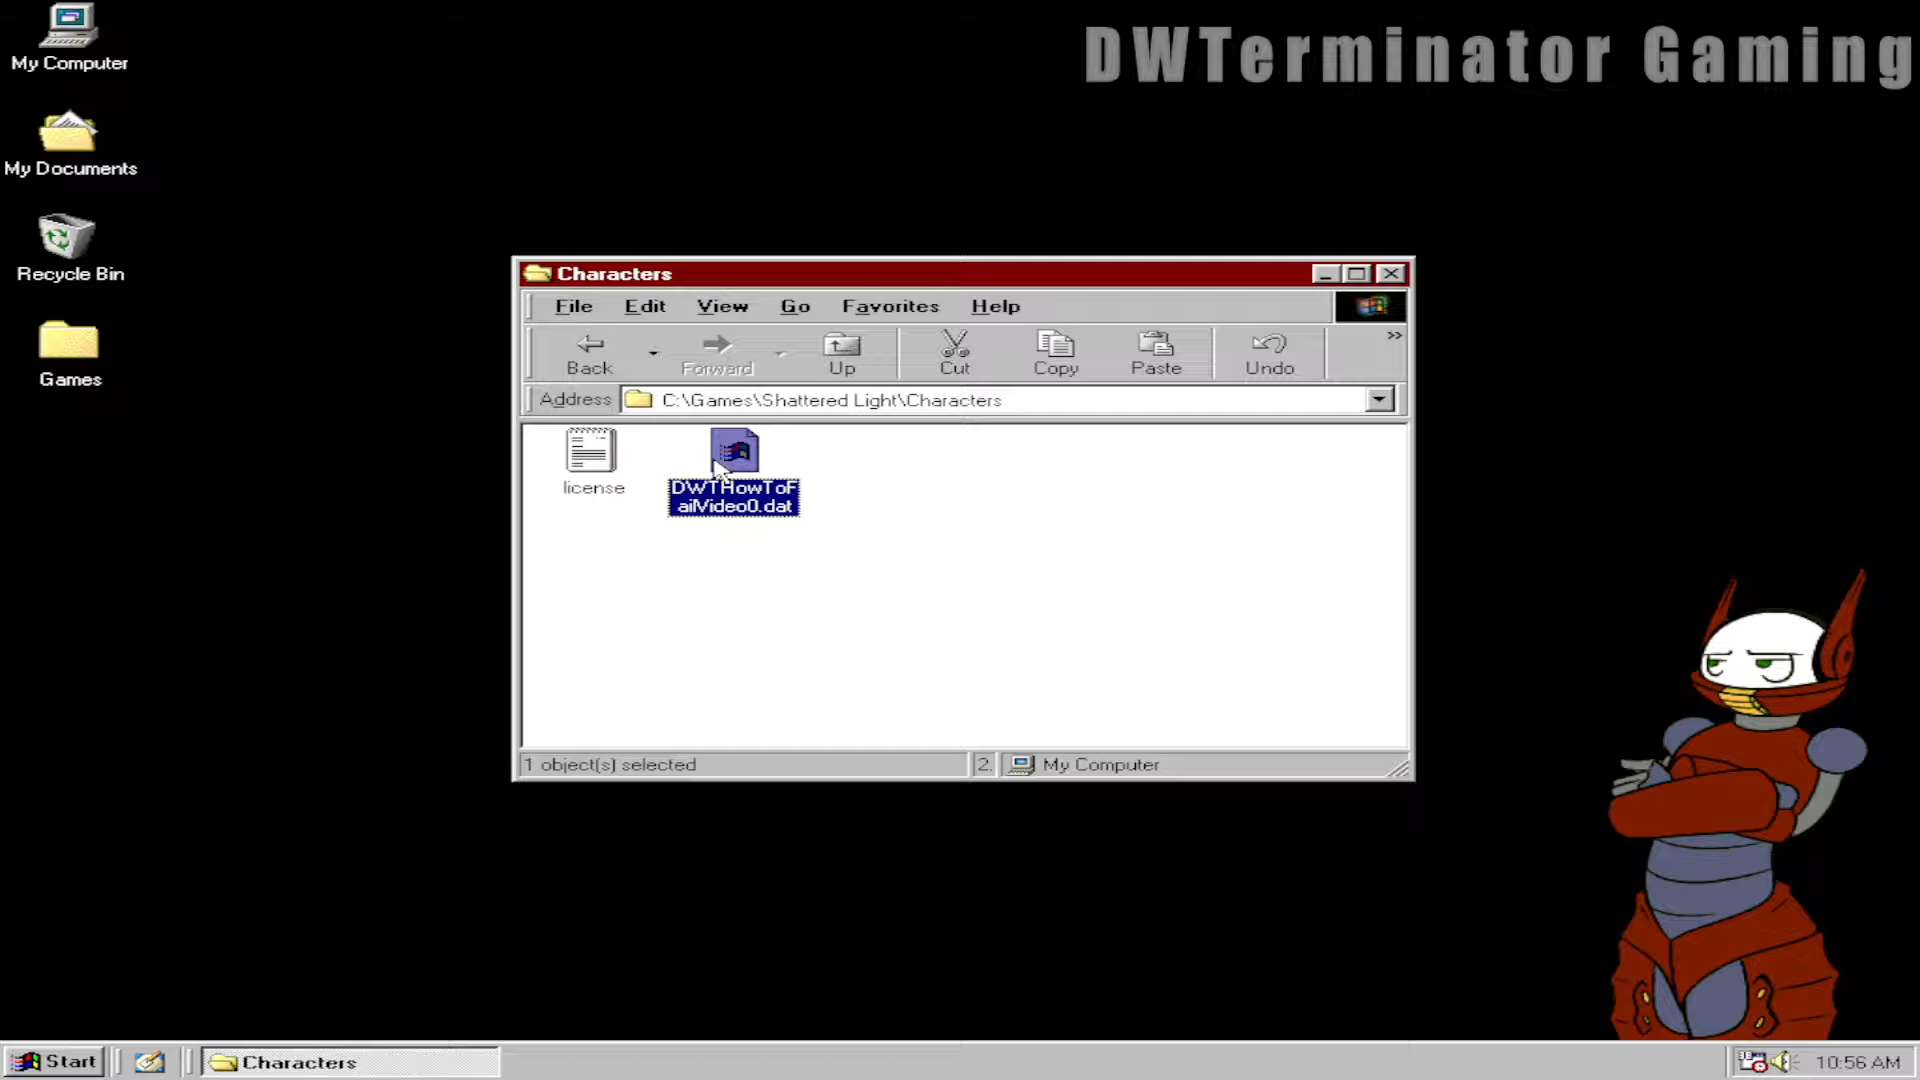 My Computer
DWTerminator Gaming
My Documents
Recycle Bin
Games
Characters
File Edit View Go Favorites Help
Back Forward Up Cut Copy Paste Undo »
Address C:\Games\Shattered Light\Characters
license
DWTHowToF
ailVideo0.dat
1 object(s) selected 2. My Computer
Start Characters 10:56 AM